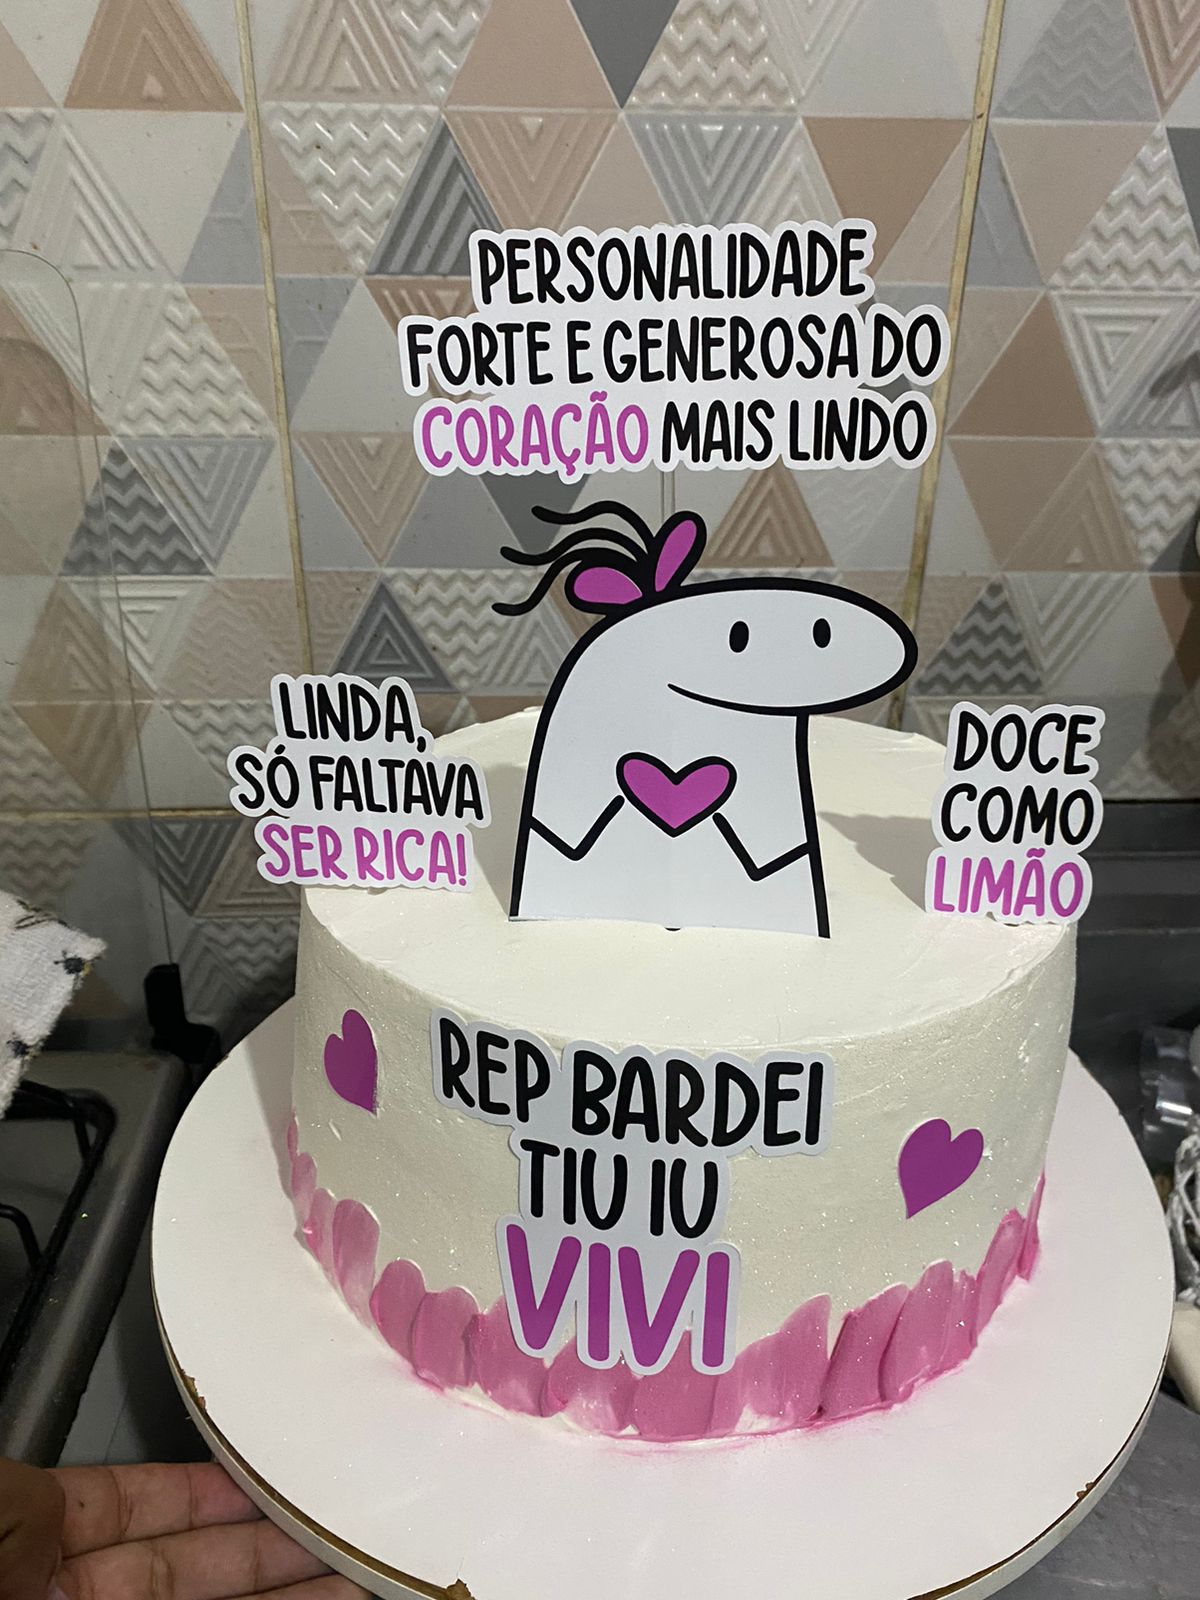 PERSONALIDADE
FORTE E GENEROSA DO
CORAÇÃO MAIS LINDO
LINDA,
SÓ FALTAVA
SER RICA!
DOCE
COMO
LIMÃO
REP BARDEI
TIU IU
VIVI